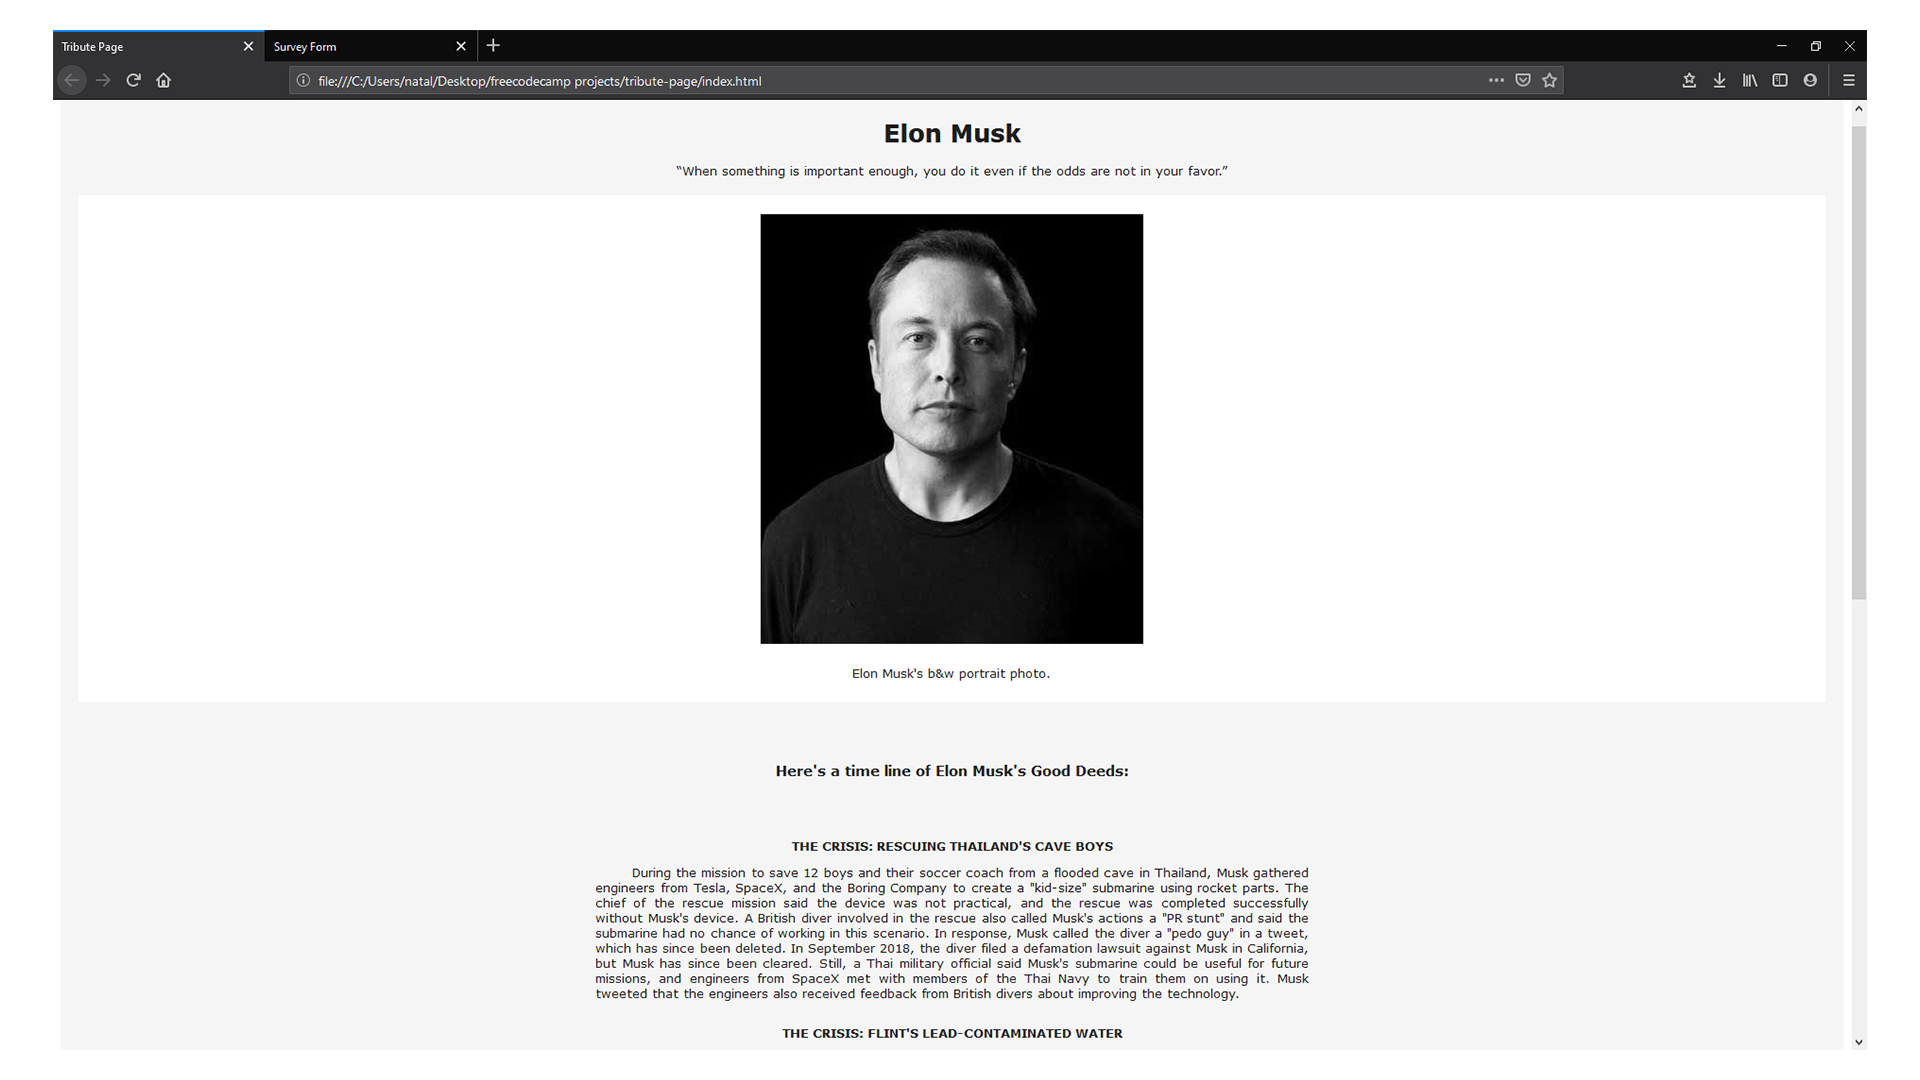 Tribute Page
Survey Form
file:///C:/Users/natal/Desktop/freecodecamp projects/tribute-page/index.html
Elon Musk
“When something is important enough, you do it even if the odds are not in your favor.”
Elon Musk's b&w portrait photo.
Here's a time line of Elon Musk's Good Deeds:
THE CRISIS: RESCUING THAILAND'S CAVE BOYS
During the mission to save 12 boys and their soccer coach from a flooded cave in Thailand, Musk gathered
engineers from Tesla, SpaceX, and the Boring Company to create a "kid-size" submarine using rocket parts. The
chief of the rescue mission said the device was not practical, and the rescue was completed successfully
without Musk's device. A British diver involved in the rescue also called Musk's actions a "PR stunt" and said the
submarine had no chance of working in this scenario. In response, Musk called the diver a "pedo guy" in a tweet,
which has since been deleted. In September 2018, the diver filed a defamation lawsuit against Musk in California,
but Musk has since been cleared. Still, a Thai military official said Musk's submarine could be useful for future
missions, and engineers from SpaceX met with members of the Thai Navy to train them on using it. Musk
tweeted that the engineers also received feedback from British divers about improving the technology.
THE CRISIS: FLINT'S LEAD-CONTAMINATED WATER